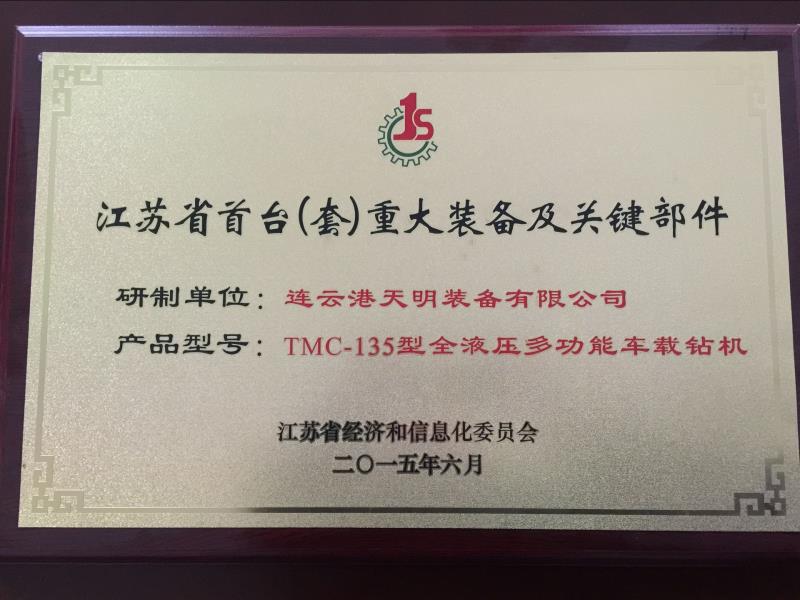 JS
江苏省首台(套)重大装备及关键部件
研制单位：连云港天明装备有限公司
产品型号：TMC-135型全液压多功能车载钻机
江苏省经济和信息化委员会
二〇一五年六月